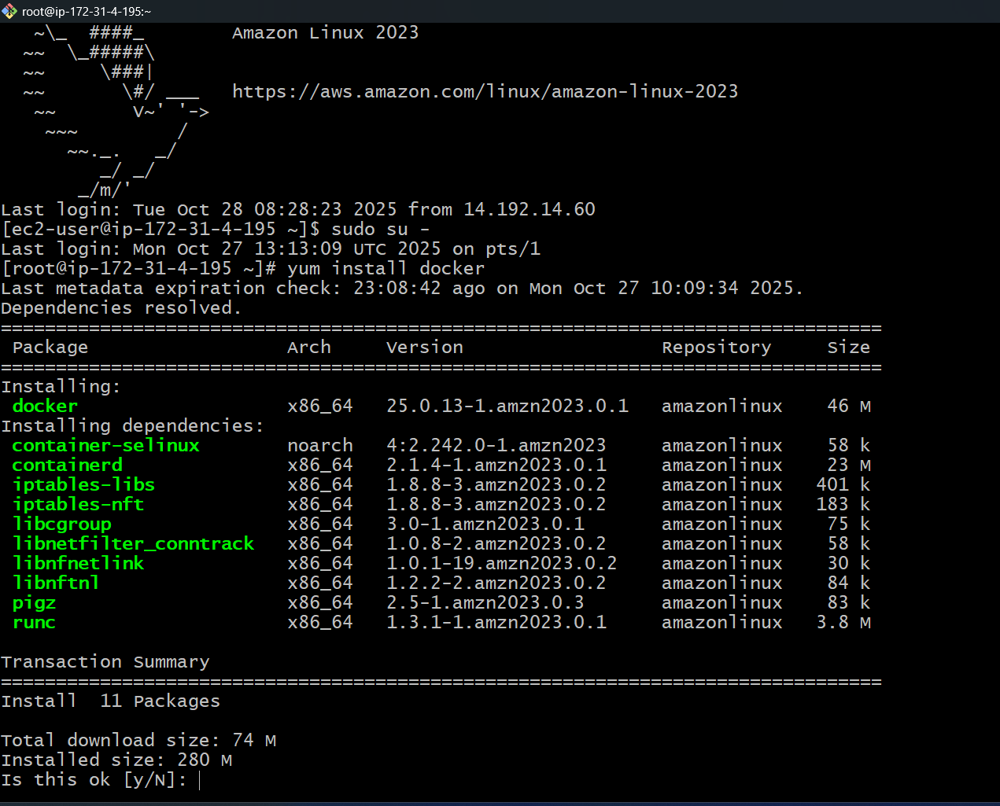 root@ip-172-31-4-195:~
   ~\_  ####_        Amazon Linux 2023
  ~~  \_#####\
  ~~     \###|
  ~~       \#/ ___   https://aws.amazon.com/linux/amazon-linux-2023
   ~~       V~' '->
    ~~~         /
      ~~._.   _/
         _/ _/
       _/m/'
Last login: Tue Oct 28 08:28:23 2025 from 14.192.14.60
[ec2-user@ip-172-31-4-195 ~]$ sudo su -
Last login: Mon Oct 27 13:13:09 UTC 2025 on pts/1
[root@ip-172-31-4-195 ~]# yum install docker
Last metadata expiration check: 23:08:42 ago on Mon Oct 27 10:09:34 2025.
Dependencies resolved.
================================================================================
 Package                  Arch     Version                  Repository     Size
================================================================================
Installing:
 docker                   x86_64   25.0.13-1.amzn2023.0.1   amazonlinux    46 M
Installing dependencies:
 container-selinux        noarch   4:2.242.0-1.amzn2023     amazonlinux    58 k
 containerd               x86_64   2.1.4-1.amzn2023.0.1     amazonlinux    23 M
 iptables-libs            x86_64   1.8.8-3.amzn2023.0.2     amazonlinux   401 k
 iptables-nft             x86_64   1.8.8-3.amzn2023.0.2     amazonlinux   183 k
 libcgroup                x86_64   3.0-1.amzn2023.0.1       amazonlinux    75 k
 libnetfilter_conntrack   x86_64   1.0.8-2.amzn2023.0.2     amazonlinux    58 k
 libnfnetlink             x86_64   1.0.1-19.amzn2023.0.2    amazonlinux    30 k
 libnftnl                 x86_64   1.2.2-2.amzn2023.0.2     amazonlinux    84 k
 pigz                     x86_64   2.5-1.amzn2023.0.3       amazonlinux    83 k
 runc                     x86_64   1.3.1-1.amzn2023.0.1     amazonlinux   3.8 M

Transaction Summary
================================================================================
Install  11 Packages

Total download size: 74 M
Installed size: 280 M
Is this ok [y/N]: